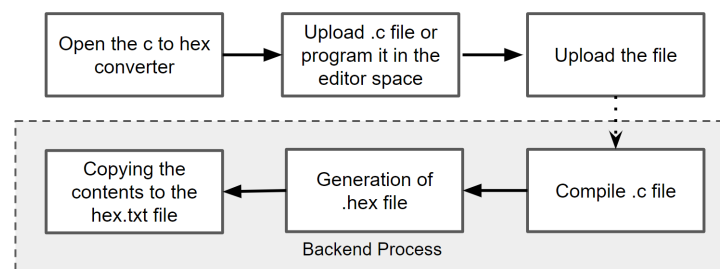 Open the c to hex
converter
Upload .c file or
program it in the
editor space
Upload the file
Copying the
contents to the
hex.txt file
Generation of
.hex file
Compile .c file
Backend Process